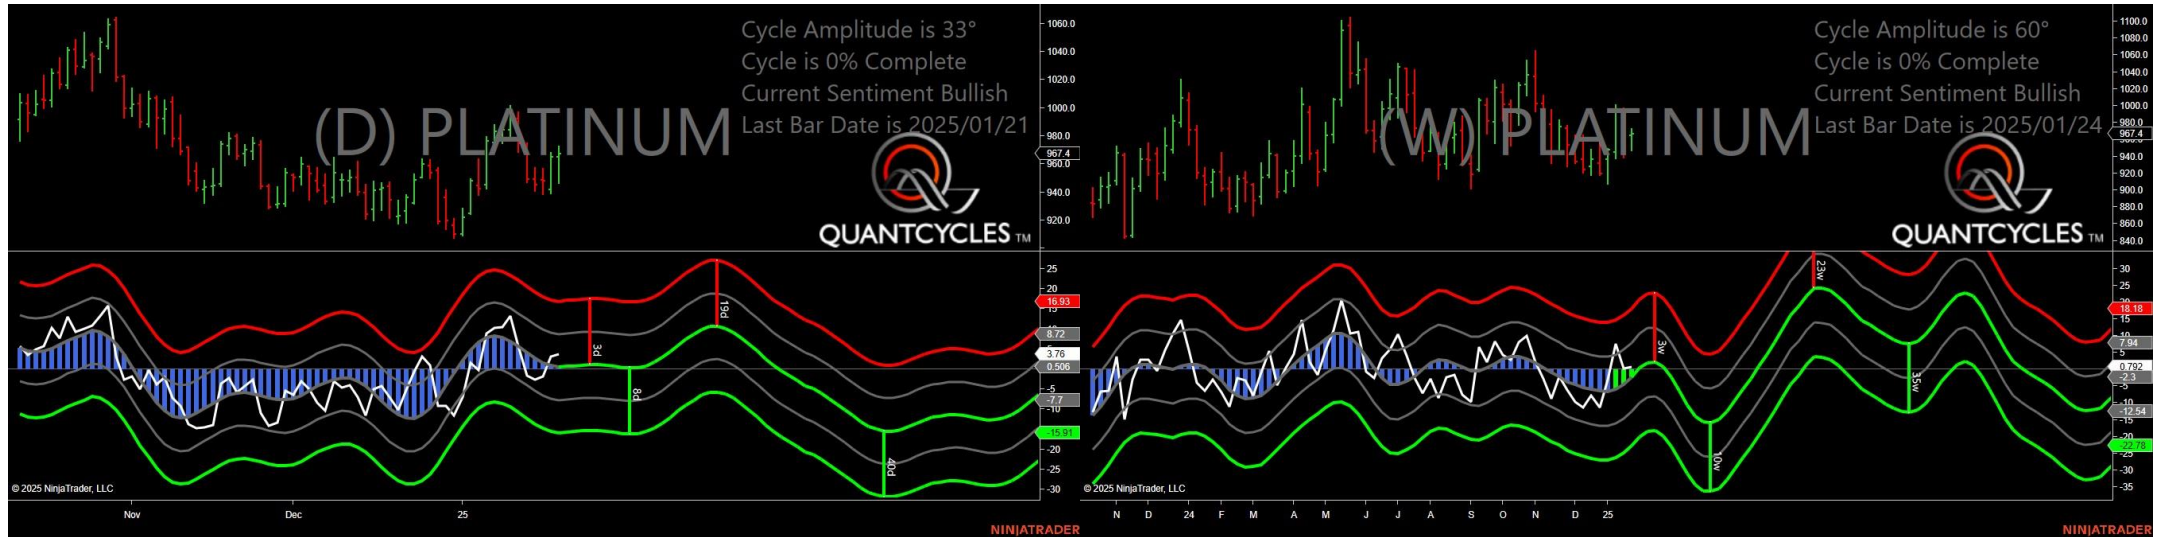 Cycle Amplitude is 33°
Cycle is 0% Complete
Current Sentiment Bullish
Last Bar Date is 2025/01/21
(D) PLATINUM
QUANTCYCLES TM
1060.0
1040.0
1020.0
1000.0
980.0
967.4
960.0
940.0
920.0
25
20
16.93
15
8.72
3.76
0.506
-5
-7.7
-10
-15.91
-20
-25
-30
3d
8d
19d
40d
© 2025 NinjaTrader, LLC
Nov
Dec
25
NINJATRADER
Cycle Amplitude is 60°
Cycle is 0% Complete
Current Sentiment Bullish
Last Bar Date is 2025/01/24
(W) PLATINUM
QUANTCYCLES TM
1100.0
1080.0
1060.0
1040.0
1020.0
1000.0
980.0
967.4
940.0
920.0
900.0
880.0
860.0
840.0
30
25
20
18.18
15
10
7.94
5
0.792
-2.3
-5
-10
-12.54
-15
-20
-22.78
-25
-30
-35
3w
10w
23w
35w
© 2025 NinjaTrader, LLC
N
D
24
F
M
A
M
J
J
A
S
O
N
D
25
NINJATRADER